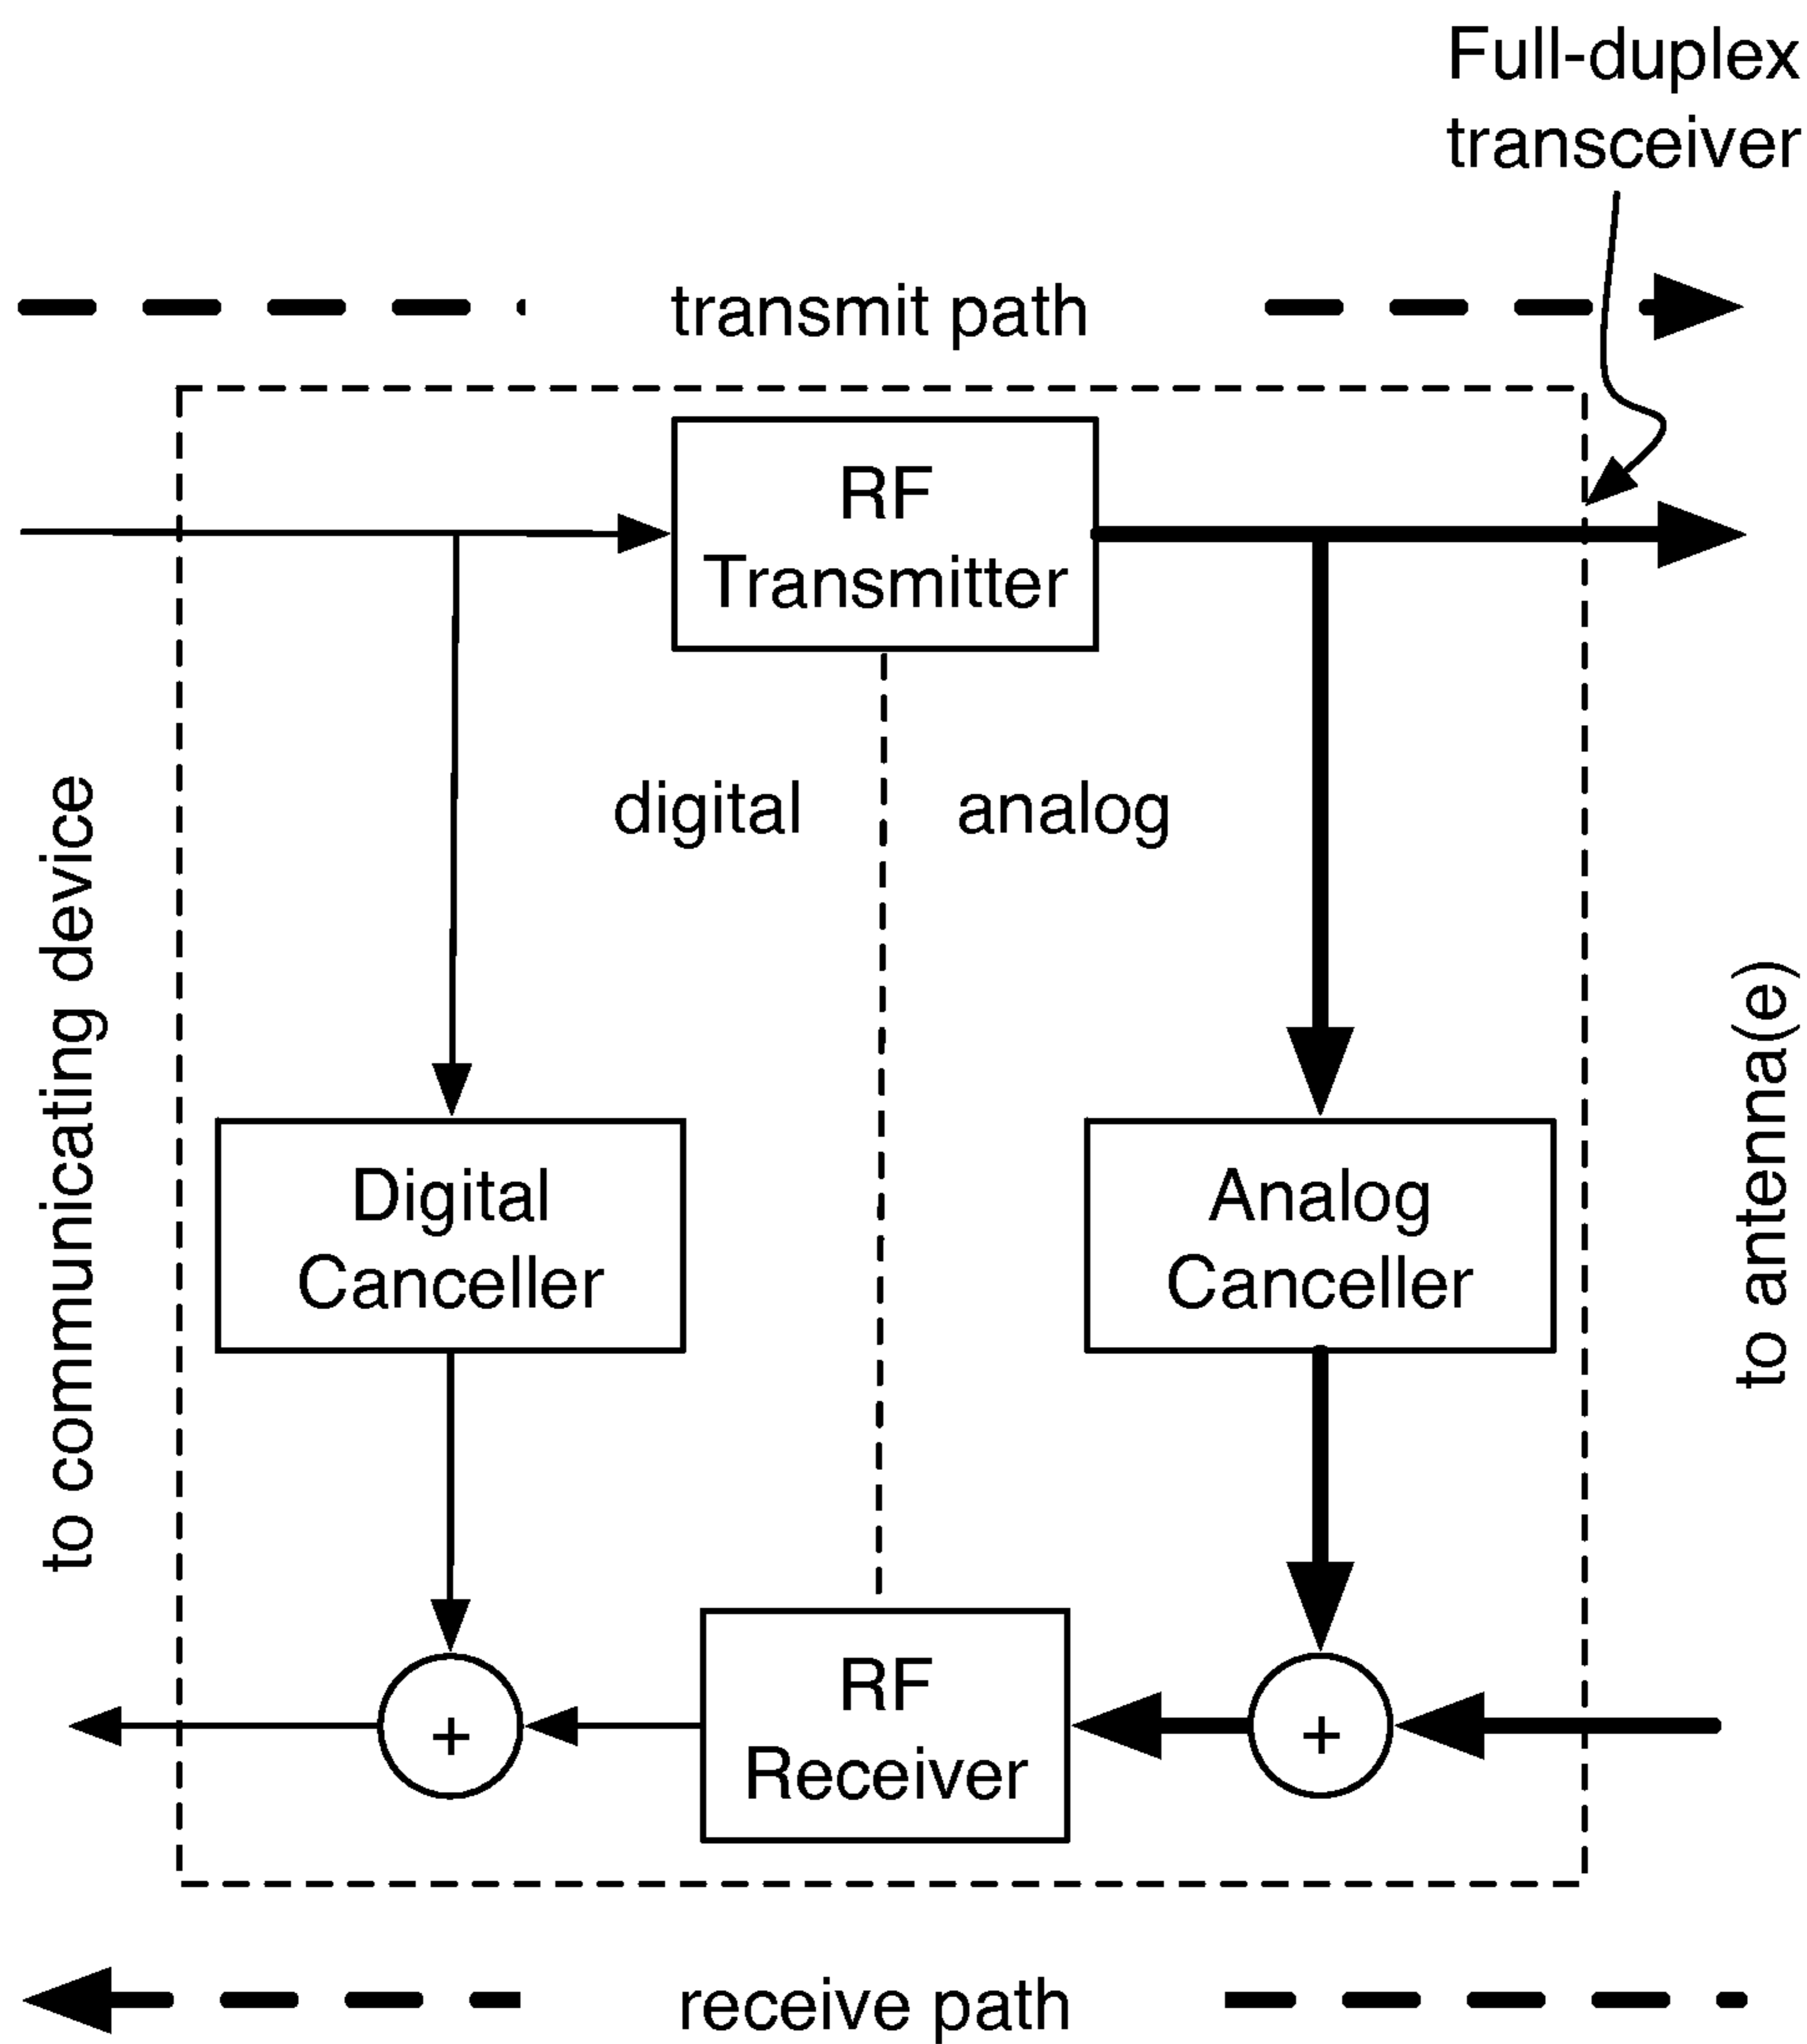 Full-duplex
transceiver
transmit path
RF
Transmitter
digital
analog
to communicating device
to antenna(e)
Digital
Canceller
Analog
Canceller
RF
Receiver
+
+
receive path